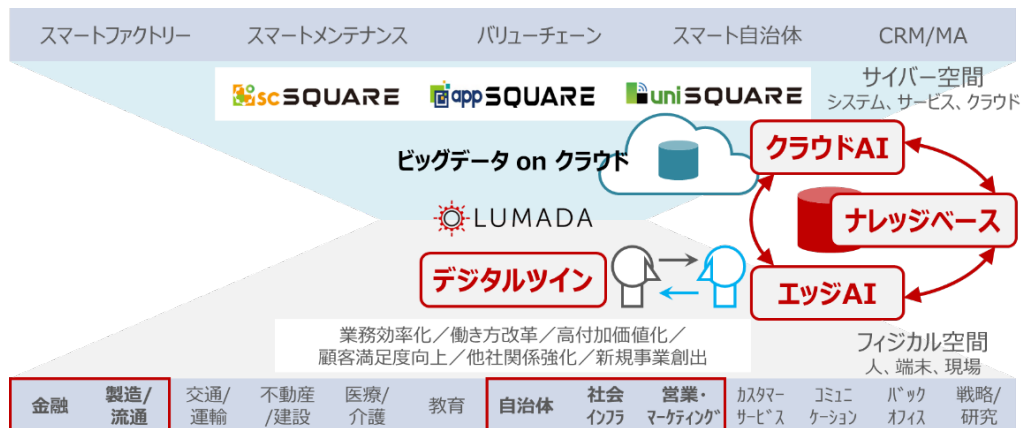 スマートファクトリー スマートメンテナンス バリューチェーン スマート自治体 CRM/MA
サイバー空間
scSQUARE appSQUARE uniSQUARE
システム、サービス、クラウド
クラウドAI
ビッグデータ on クラウド
LUMADA
ナレッジベース
デジタルツイン
エッジAI
業務効率化／働き方改革／高付加価値化／
顧客満足度向上／他社関係強化／新規事業創出
フィジカル空間
人、端末、現場
金融
製造/
流通
交通/
運輸
不動産
/建設
医療/
介護
教育
自治体
社会
インフラ
営業・
マーケティング
カスタマー
サービス
コミュニ
ケーション
バック
オフィス
戦略/
研究